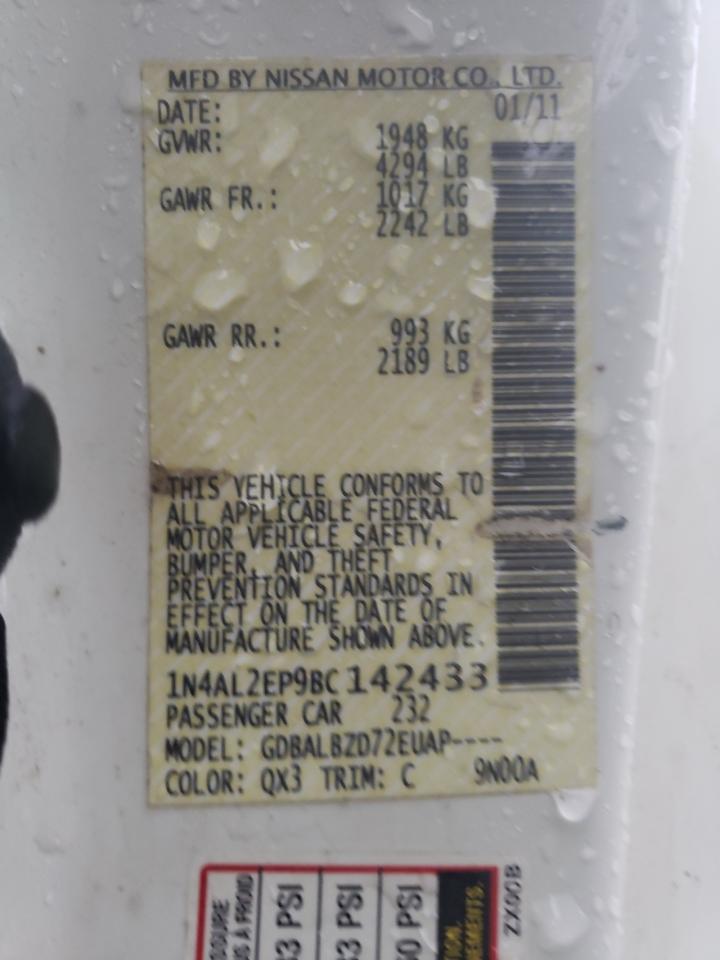 MFD BY NISSAN MOTOR CO., LTD.
DATE: 01/11
GVWR: 1948 KG
4294 LB
GAWR FR.: 1017 KG
2242 LB
GAWR RR.: 993 KG
2189 LB
THIS VEHICLE CONFORMS TO
ALL APPLICABLE FEDERAL
MOTOR VEHICLE SAFETY,
BUMPER, AND THEFT
PREVENTION STANDARDS IN
EFFECT ON THE DATE OF
MANUFACTURE SHOWN ABOVE.
1N4AL2EP9BC142433
PASSENGER CAR 232
MODEL: GDBALBZD72EUAP----
COLOR: QX3 TRIM: C 9N00A
PSI
PSI
PSI
ZX00B